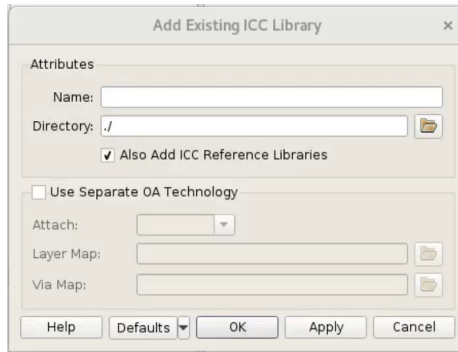 Add Existing ICC Library ×
Attributes
Name:
Directory: ./
Also Add ICC Reference Libraries
Use Separate OA Technology
Attach:
Layer Map:
Via Map:
Help Defaults OK Apply Cancel